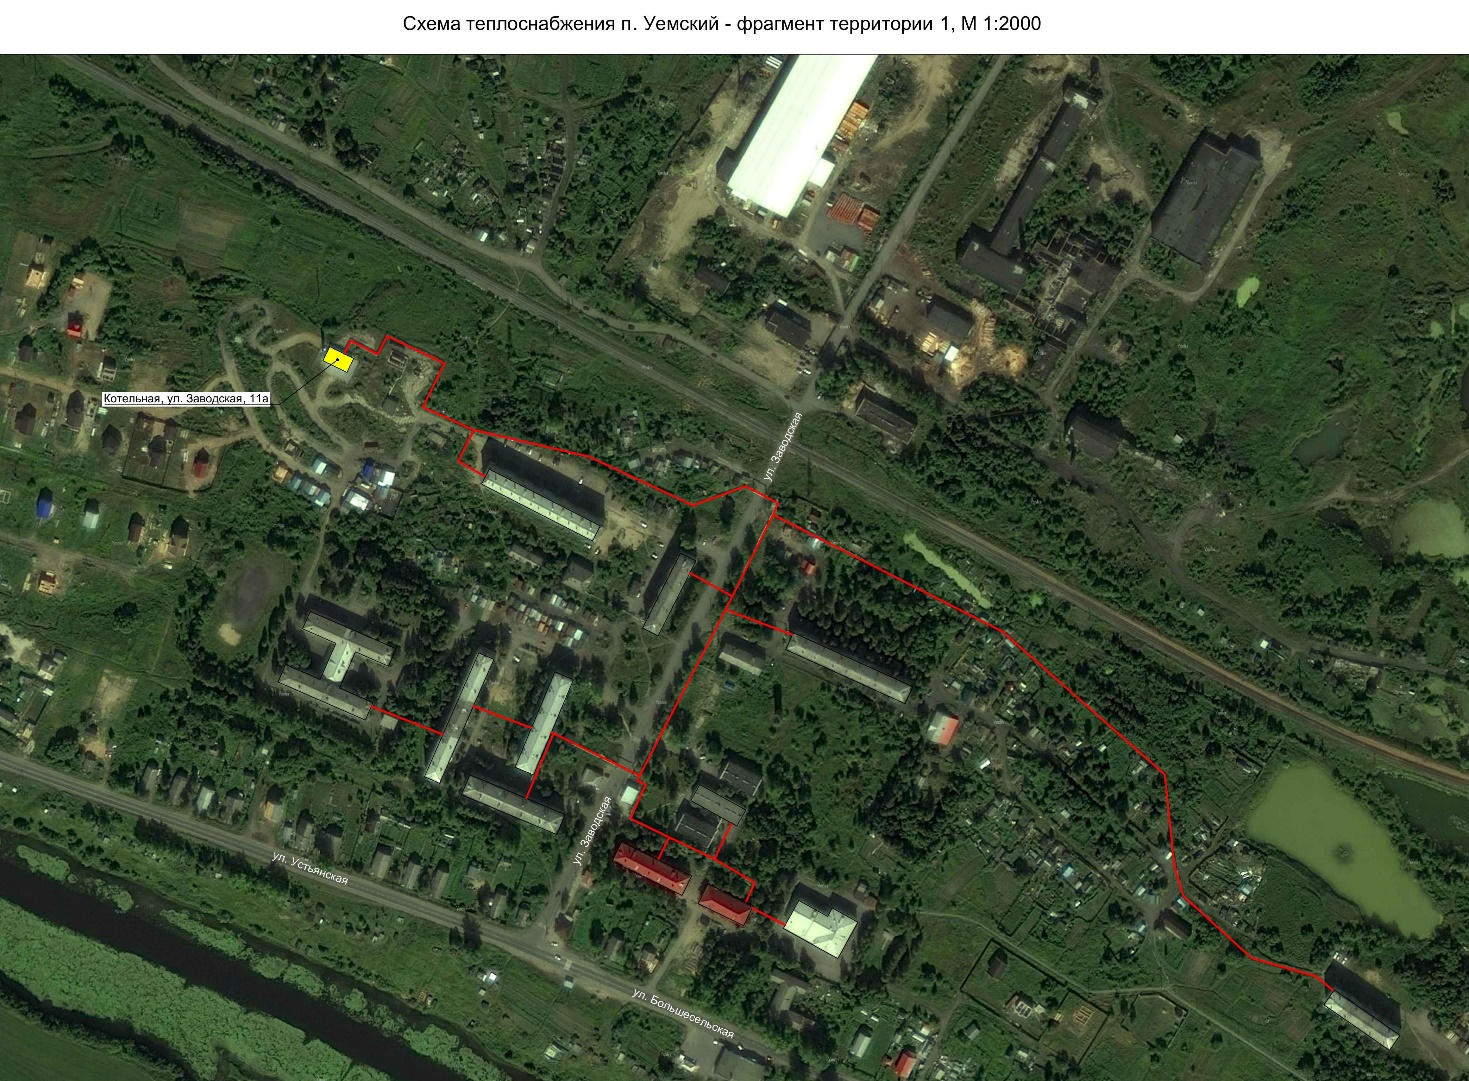 Схема теплоснабжения п. Уемский - фрагмент территории 1, М 1:2000
Котельная, ул. Заводская, 11а
ул. Заводская
ул. Заводская
ул. Устьянская
ул. Большесельская